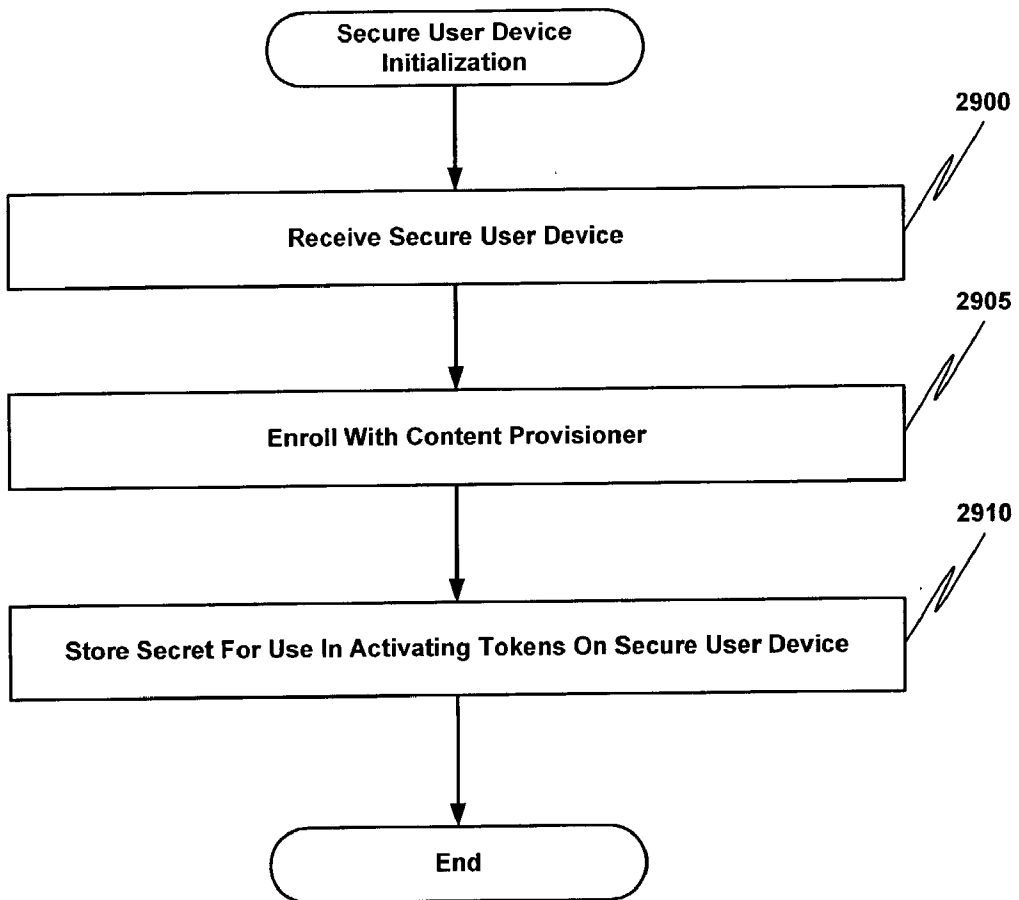 Secure User Device
Initialization
2900
Receive Secure User Device
2905
Enroll With Content Provisioner
2910
Store Secret For Use In Activating Tokens On Secure User Device
End